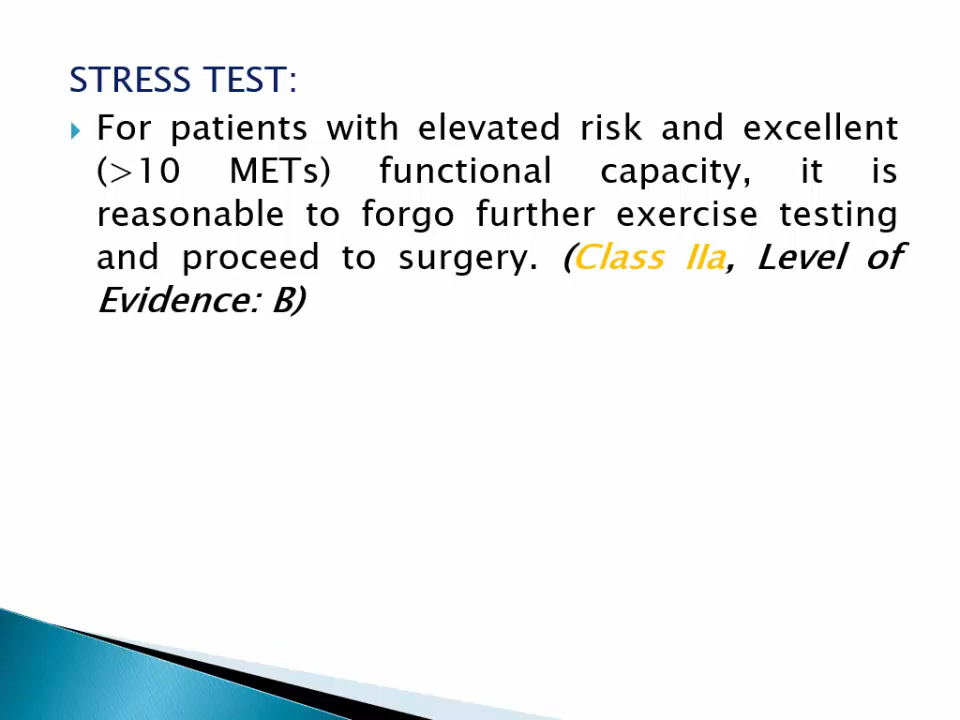 STRESS TEST:
For patients with elevated risk and excellent
(>10 METs) functional capacity, it is
reasonable to forgo further exercise testing
and proceed to surgery. (Class IIa, Level of
Evidence: B)